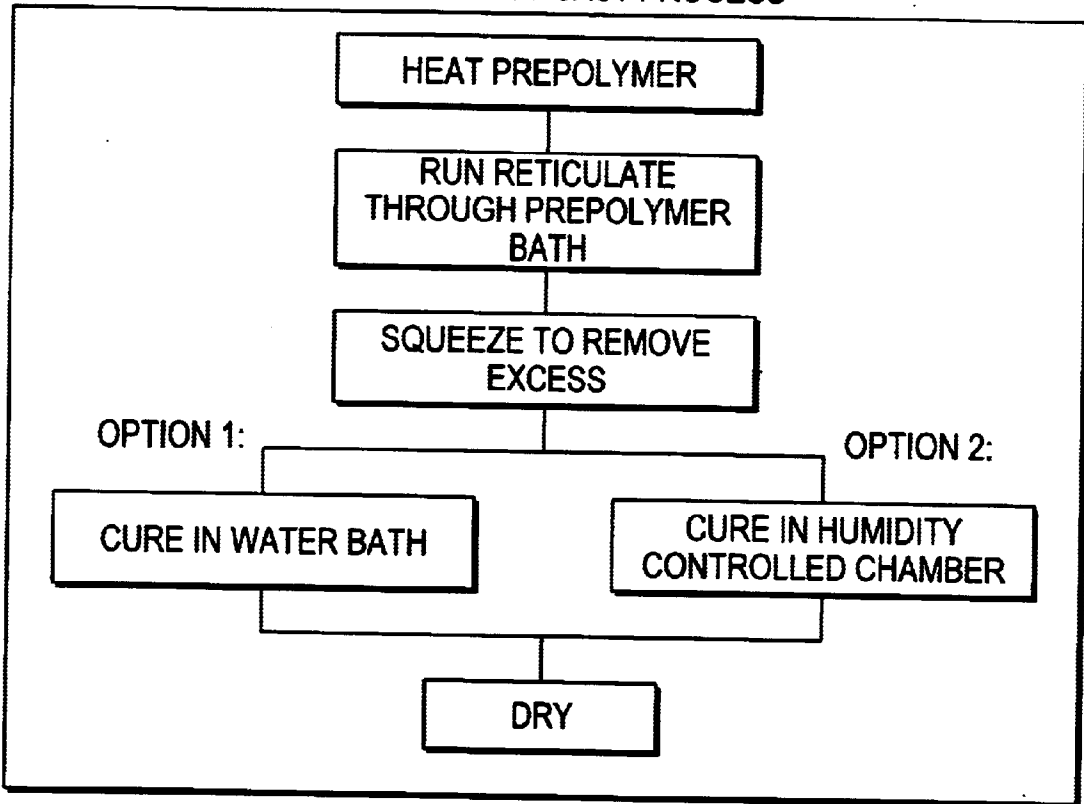 PROCESS
HEAT PREPOLYMER
RUN RETICULATE
THROUGH PREPOLYMER
BATH
SQUEEZE TO REMOVE
EXCESS
OPTION 1:
OPTION 2:
CURE IN WATER BATH
CURE IN HUMIDITY
CONTROLLED CHAMBER
DRY